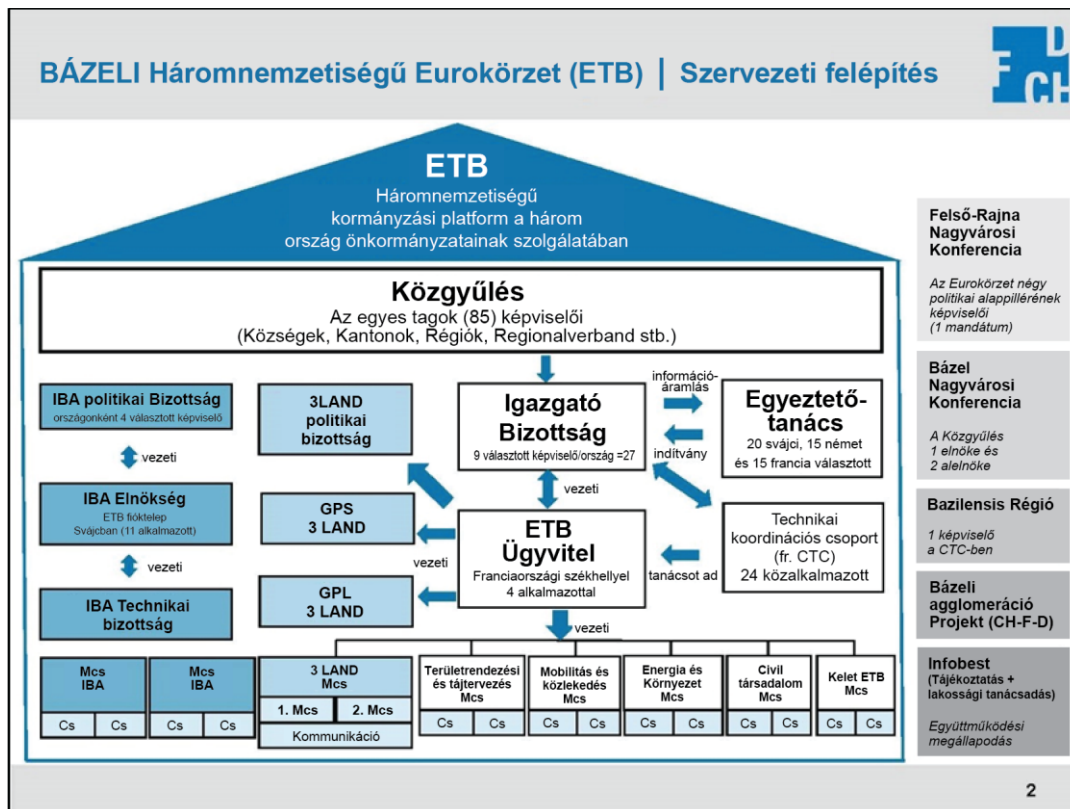 BÁZELI Háromnemzetiségű Eurokörzet (ETB) | Szervezeti felépítés
F D CH
ETB
Háromnemzetiségű
kormányzási platform a három
ország önkormányzatainak szolgálatában
Közgyűlés
Az egyes tagok (85) képviselői
(Községek, Kantonok, Régiók, Regionalverband stb.)
IBA politikai Bizottság
országonként 4 választott képviselő
vezeti
IBA Elnökség
ETB fióktelep
Svájcban (11 alkalmazott)
vezeti
IBA Technikai
bizottság
3LAND
politikai
bizottság
GPS
3 LAND
GPL
3 LAND
vezeti
Igazgató
Bizottság
9 választott képviselő/ország =27
vezeti
ETB
Ügyvitel
Franciaországi székhellyel
4 alkalmazottal
vezeti
információ-
áramlás
indítvány
Egyeztető-
tanács
20 svájci, 15 német
és 15 francia választott
Technikai
koordinációs csoport
(fr. CTC)
24 közalkalmazott
tanácsot ad
Mcs
IBA
Cs Cs
Mcs
IBA
Cs Cs
3 LAND
Mcs
1. Mcs 2. Mcs
Kommunikáció
Területrendezési
és tájtervezés
Mcs
Cs Cs
Mobilitás és
közlekedés
Mcs
Cs Cs
Energia és
Környezet
Mcs
Cs Cs
Civil
társadalom
Mcs
Cs Cs
Kelet ETB
Mcs
Cs Cs
Felső-Rajna
Nagyvárosi
Konferencia
Az Eurokörzet négy
politikai alappillérének
képviselői
(1 mandátum)
Bázel
Nagyvárosi
Konferencia
A Közgyűlés
1 elnöke és
2 alelnöke
Bazilensis Régió
1 képviselő
a CTC-ben
Bázeli
agglomeráció
Projekt (CH-F-D)
Infobest
(Tájékoztatás +
lakossági tanácsadás)
Együttműködési
megállapodás
2